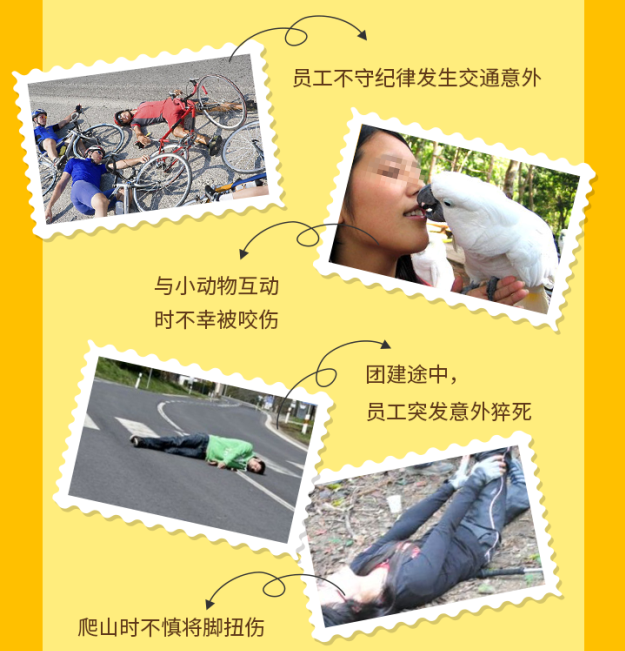 员工不守纪律发生交通意外
与小动物互动
时不幸被咬伤
团建途中，
员工突发意外猝死
爬山时不慎将脚扭伤